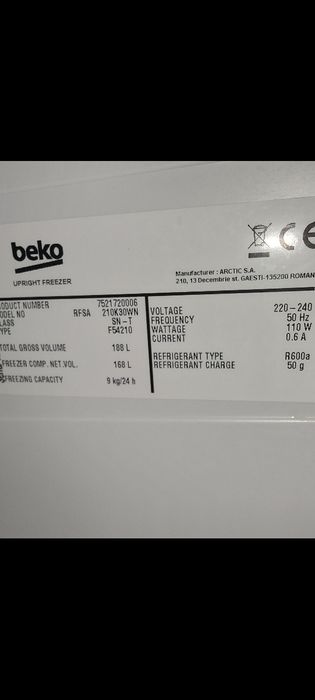 beko
UPRIGHT FREEZER
CE
Manufacturer : ARCTIC S.A.
210, 13 Decembrie st. GAESTI-135200 ROMAN
ODUCT NUMBER 7521720006
ODEL NO RFSA 210K30WN
LASS SN-T
YPE F54210
TOTAL GROSS VOLUME 188 L
FREEZER COMP. NET.VOL. 168 L
FREEZING CAPACITY 9 kg/24 h
VOLTAGE 220-240
FREQUENCY 50 Hz
WATTAGE 110 W
CURRENT 0.6 A
REFRIGERANT TYPE R600a
REFRIGERANT CHARGE 50 g